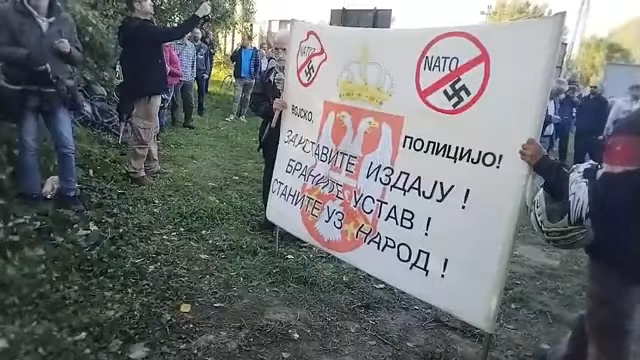 NATO
NATO
ВОЈСКО,
ПОЛИЦИЈО!
ЗАУСТАВИТЕ ИЗДАЈУ!
БРАНИТЕ УСТАВ!
СТАНИТЕ УЗ НАРОД!